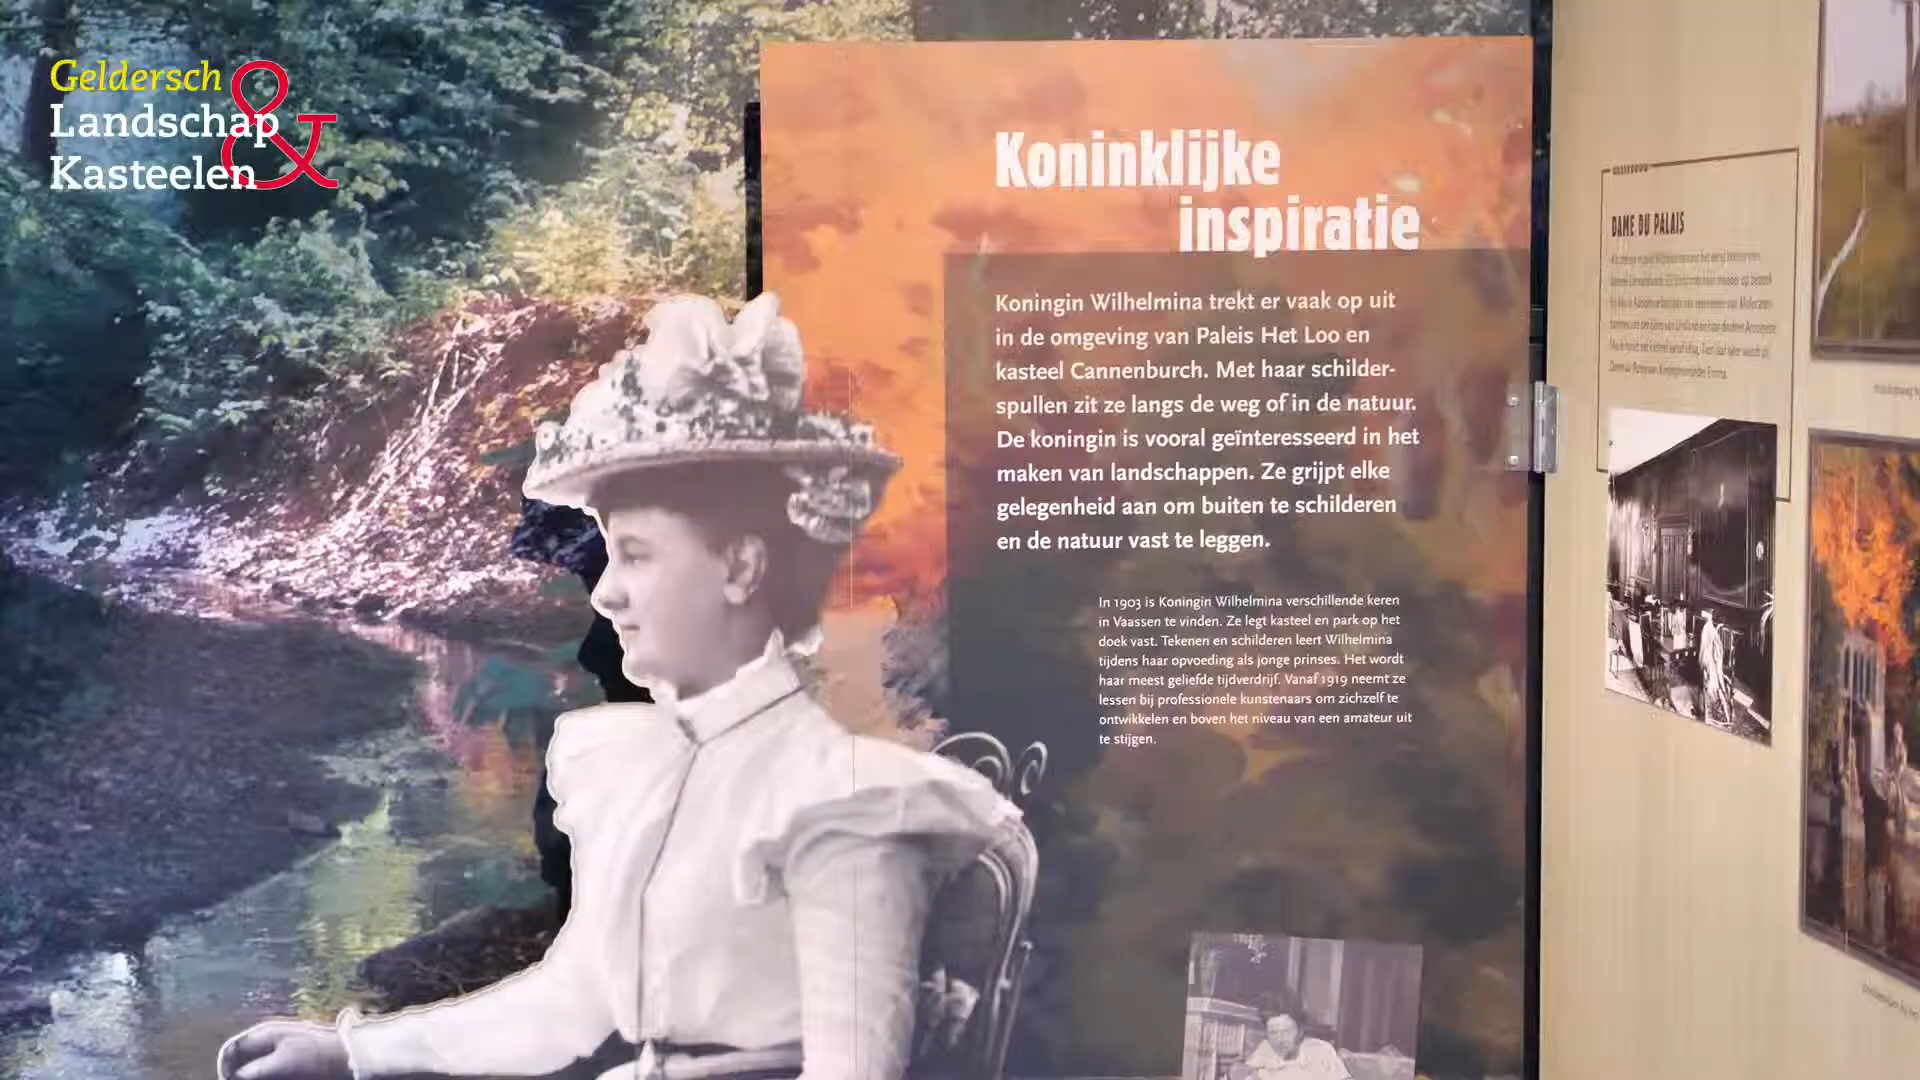 Geldersch
Landschap
&
Kasteelen
Koninklijke
inspiratie
Koningin Wilhelmina trekt er vaak op uit
in de omgeving van Paleis Het Loo en
kasteel Cannenburch. Met haar schilder-
spullen zit ze langs de weg of in de natuur.
De koningin is vooral geïnteresseerd in het
maken van landschappen. Ze grijpt elke
gelegenheid aan om buiten te schilderen
en de natuur vast te leggen.
In 1903 is Koningin Wilhelmina verschillende keren
in Vaassen te vinden. Ze legt kasteel en park op het
doek vast. Tekenen en schilderen leert Wilhelmina
tijdens haar opvoeding als jonge prinses. Het wordt
haar meest geliefde tijdverdrijf. Vanaf 1919 neemt ze
lessen bij professionele kunstenaars om zichzelf te
ontwikkelen en boven het niveau van een amateur uit
te stijgen.
DAME DU PALAIS